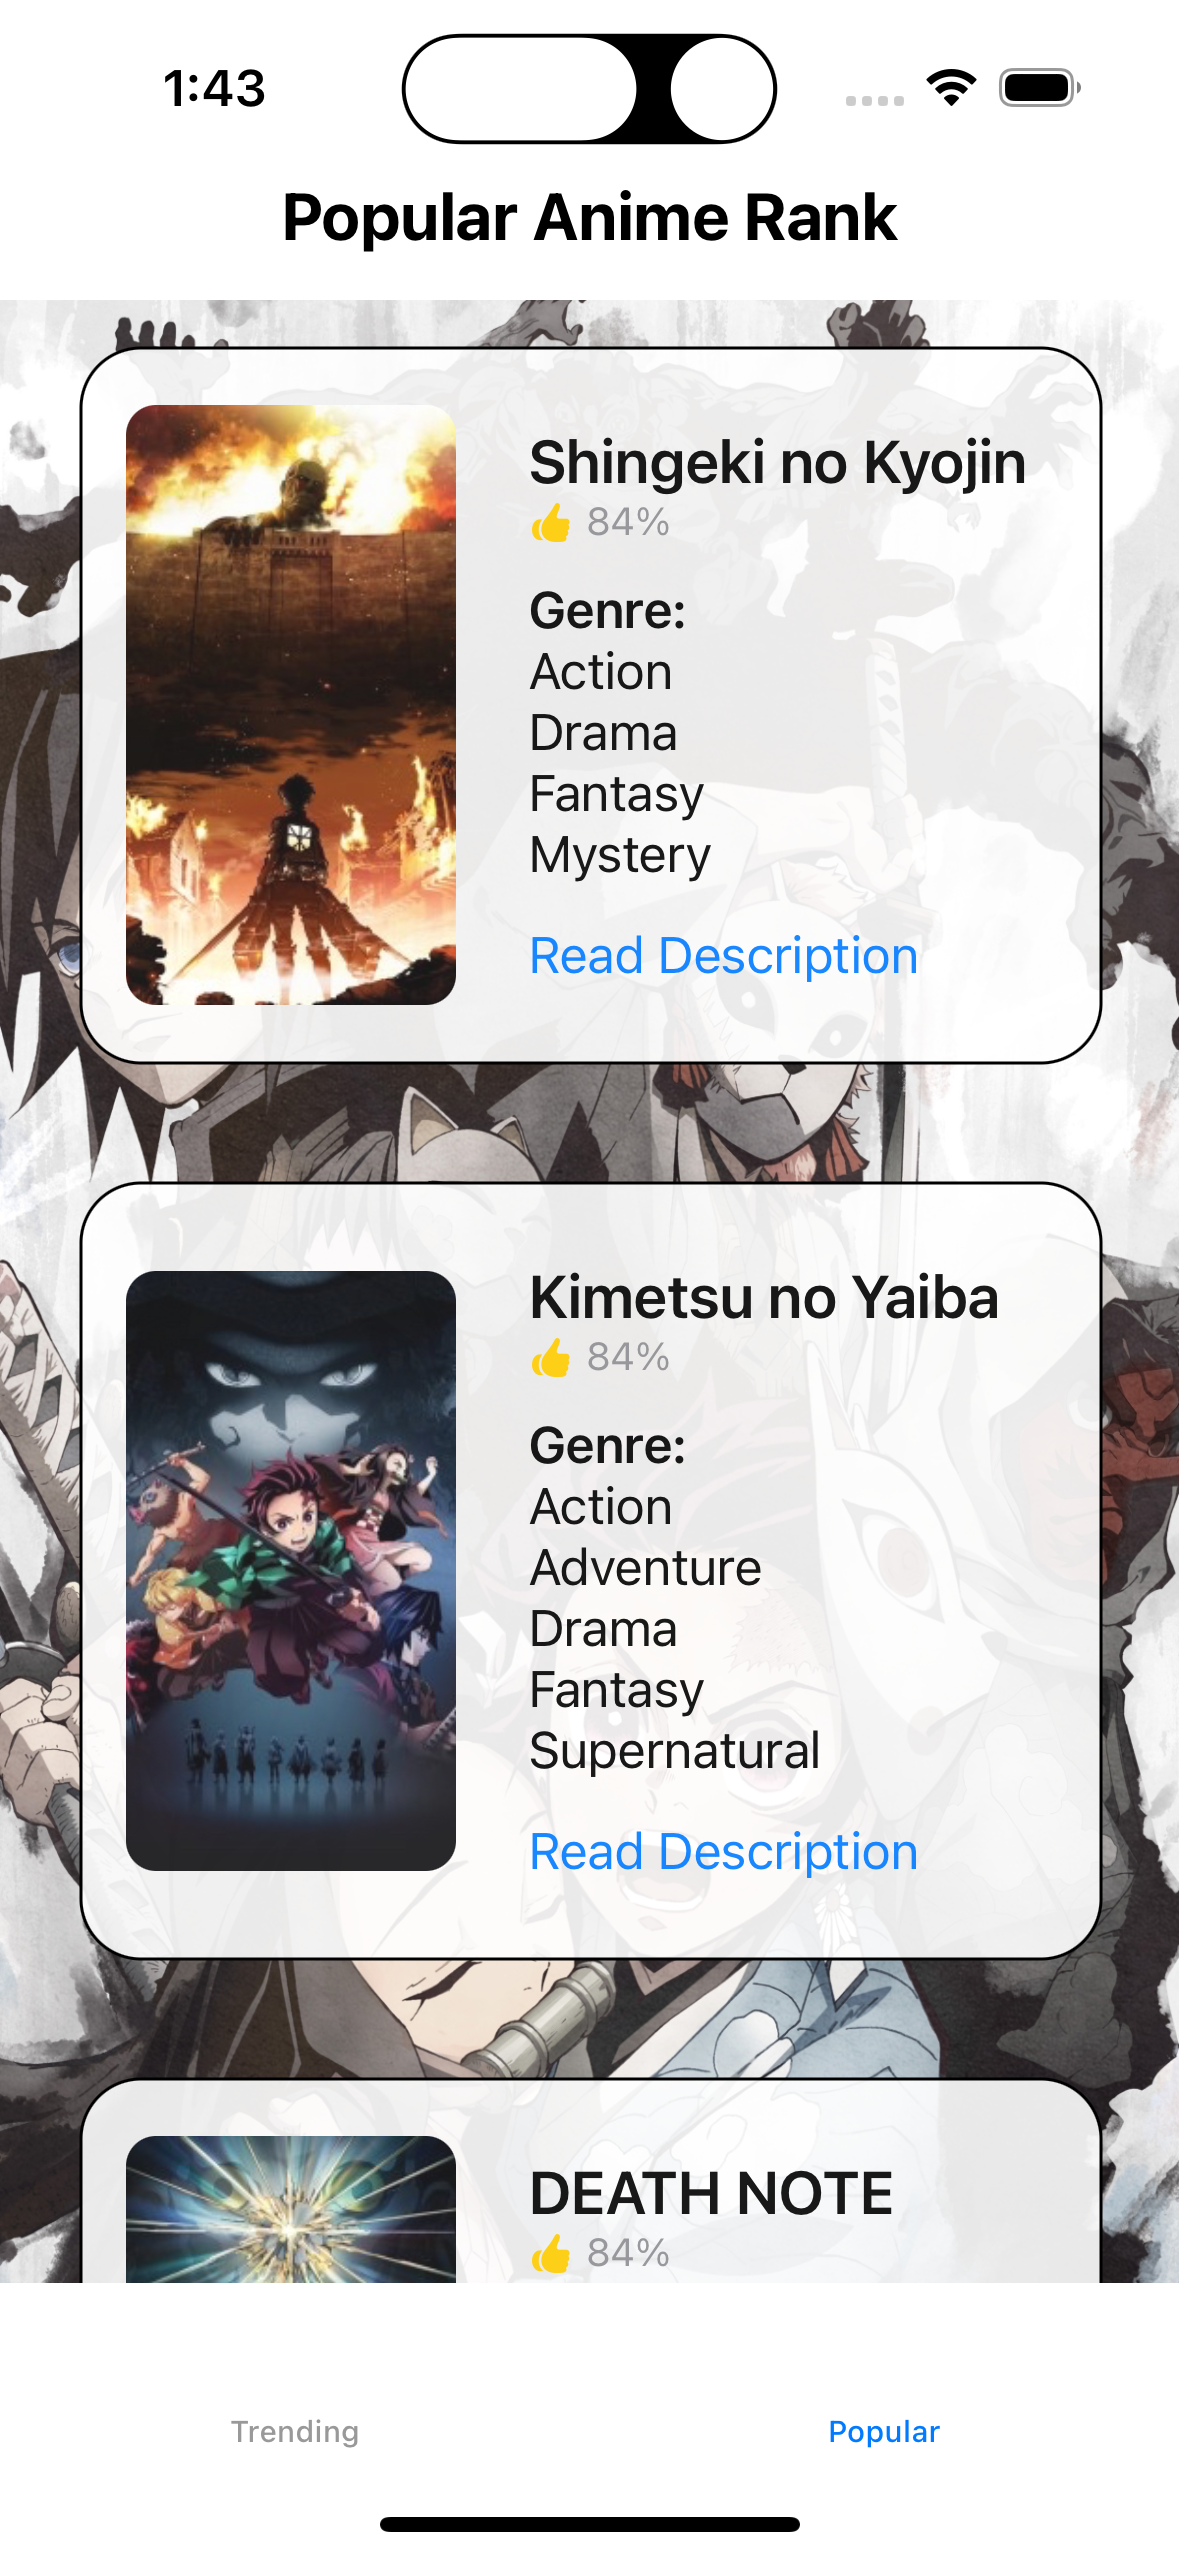 1:43
Popular Anime Rank
Shingeki no Kyojin
84%
Genre:
Action
Drama
Fantasy
Mystery
Read Description
Kimetsu no Yaiba
84%
Genre:
Action
Adventure
Drama
Fantasy
Supernatural
Read Description
DEATH NOTE
84%
Trending
Popular